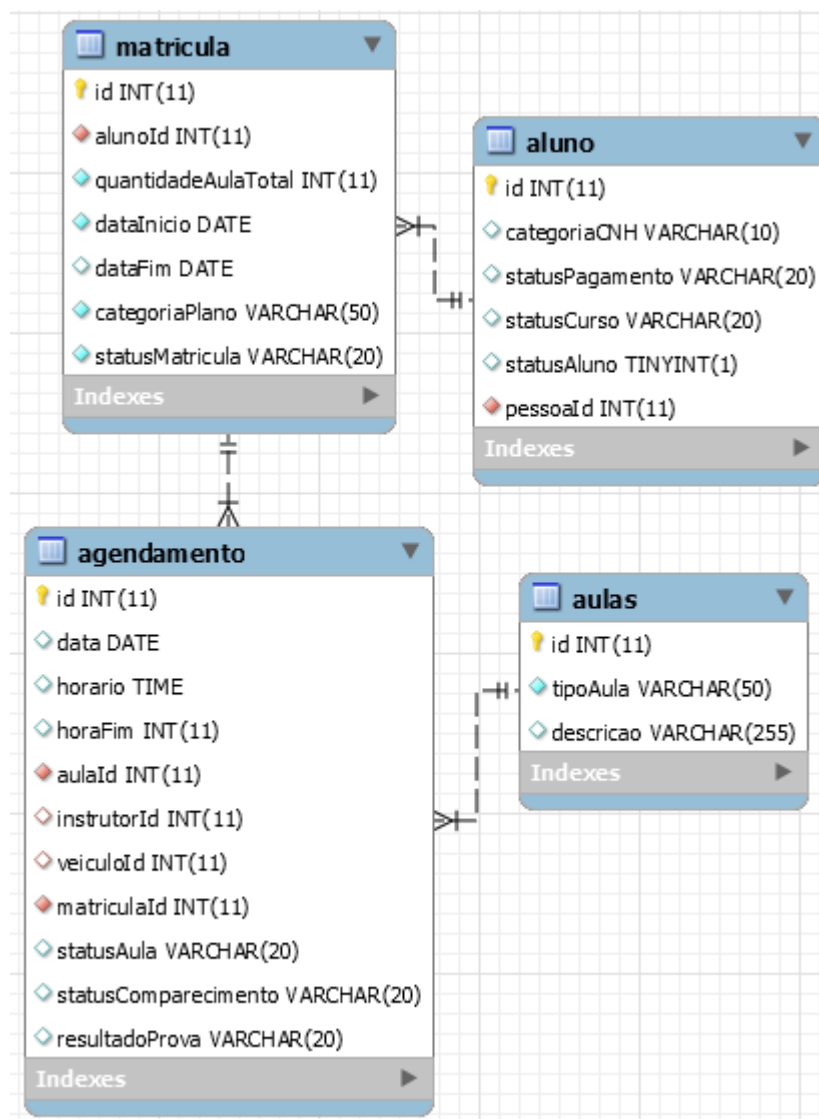 matricula
id INT(11)
alunoId INT(11)
quantidadeAulaTotal INT(11)
dataInicio DATE
dataFim DATE
categoriaPlano VARCHAR(50)
statusMatricula VARCHAR(20)
Indexes
aluno
id INT(11)
categoriaCNH VARCHAR(10)
statusPagamento VARCHAR(20)
statusCurso VARCHAR(20)
statusAluno TINYINT(1)
pessoaId INT(11)
Indexes
agendamento
id INT(11)
data DATE
horario TIME
horaFim INT(11)
aulaId INT(11)
instrutorId INT(11)
veiculoId INT(11)
matriculaId INT(11)
statusAula VARCHAR(20)
statusComparecimento VARCHAR(20)
resultadoProva VARCHAR(20)
Indexes
aulas
id INT(11)
tipoAula VARCHAR(50)
descricao VARCHAR(255)
Indexes